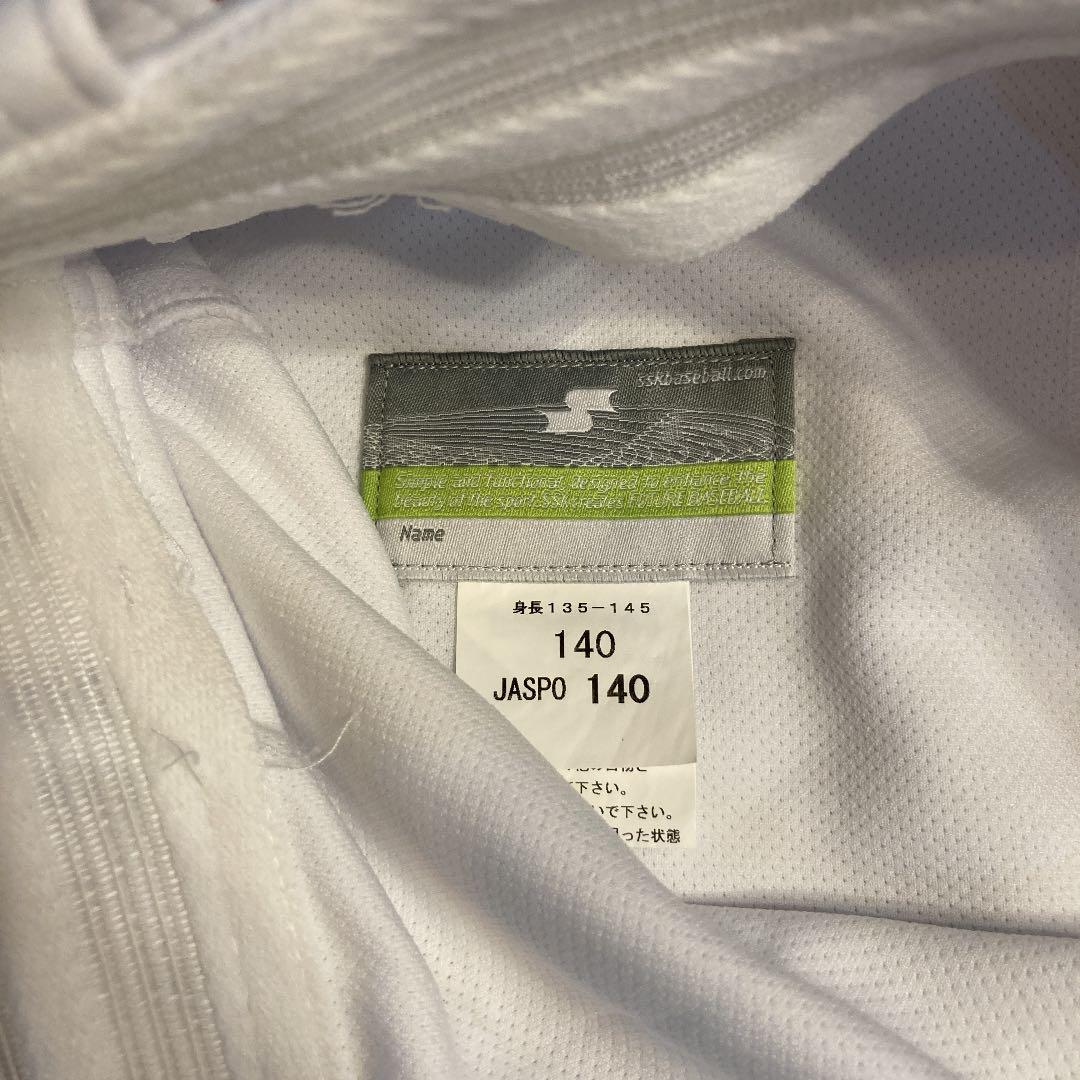 sskbaseball.com
Simple and functional, designed to enhance the
beauty of the sport.SSK creates FUTURE BASEBALL.
Name
身長135－145
140
JASPO 140
下さい。
いで下さい。
った状態